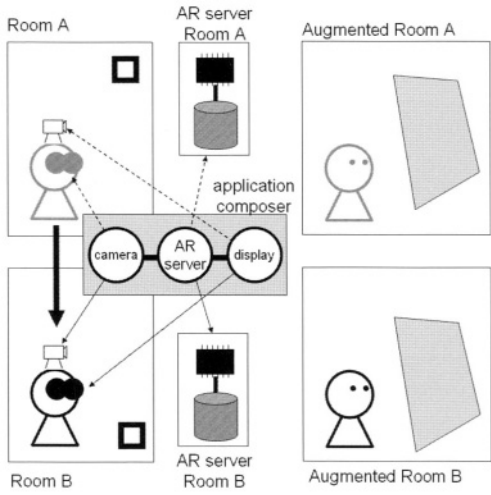 Room A
AR server
Room A
Augmented Room A
application
composer
camera
AR
server
display
Room B
AR server
Room B
Augmented Room B